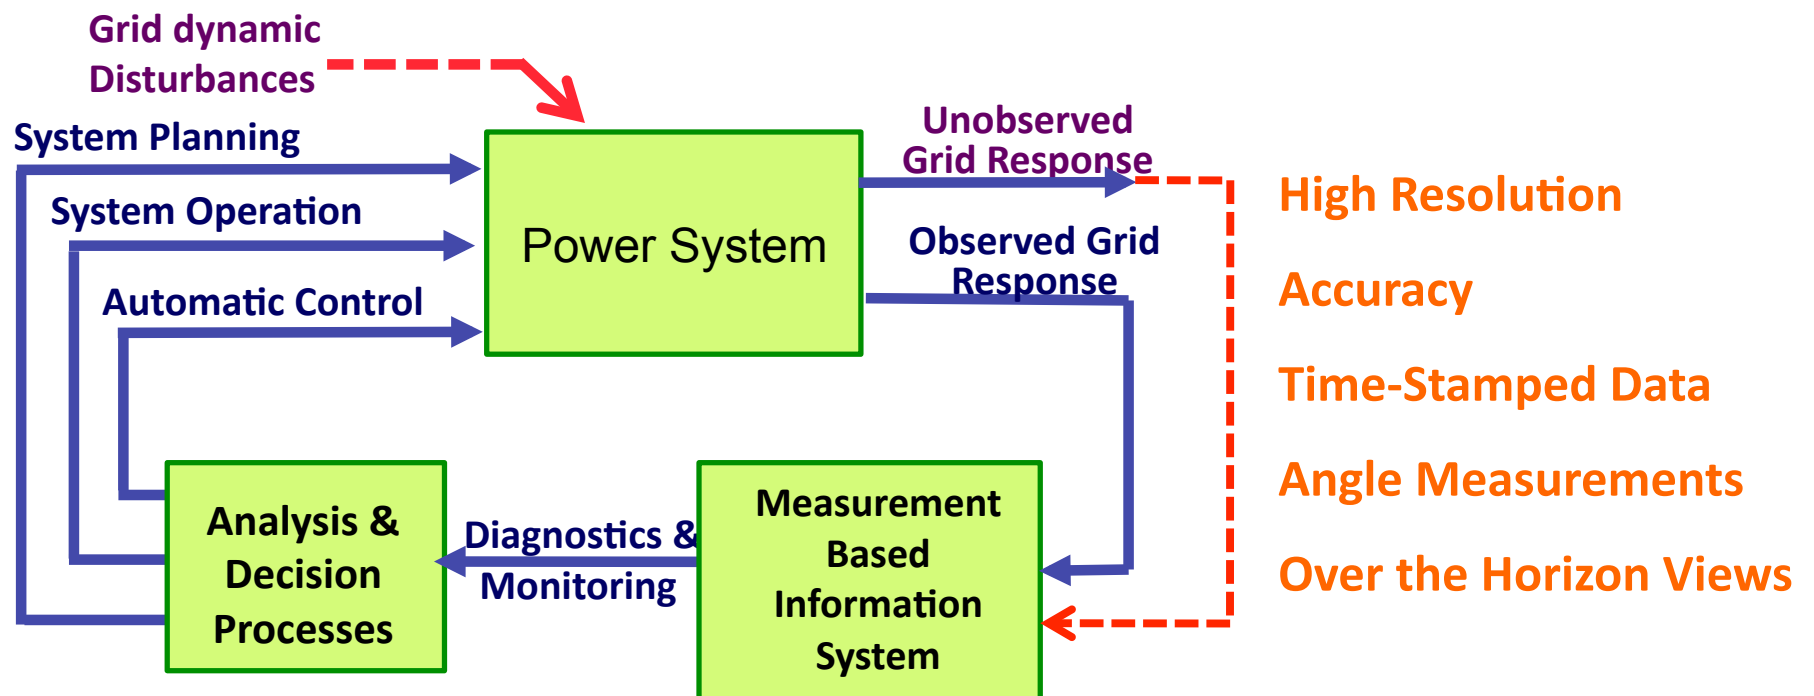 Grid dynamic
Disturbances
System Planning
System Operation
Automatic Control
Power System
Unobserved
Grid Response
Observed Grid
Response
High Resolution
Accuracy
Time-Stamped Data
Angle Measurements
Over the Horizon Views
Analysis &
Decision
Processes
Diagnostics &
Monitoring
Measurement
Based
Information
System